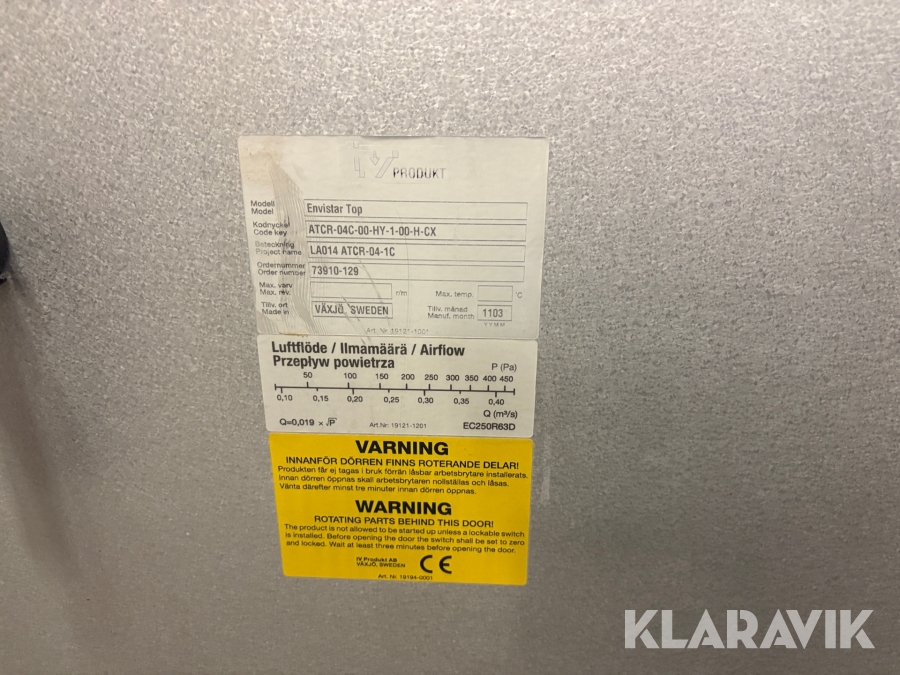 IV PRODUKT
Modell
Model
Envistar Top
Kodnyckel
Code key
ATCR-04C-00-HY-1-00-H-CX
Beteckning
Project name
LA014 ATCR-04-1C
Ordernummer
Order number
73910-129
Max. varv
Max. rev.
r/m
Max. temp.
°C
Tillv. ort
Made in
VÄXJÖ, SWEDEN
Tillv. månad
Manuf. month
1103
YYMM
Art. Nr. 19121-1001
Luftflöde / Ilmamäärä / Airflow
Przepływ powietrza
P (Pa)
50 100 150 200 250 300 350 400 450
0,10 0,15 0,20 0,25 0,30 0,35 0,40
Q (m³/s)
Q=0,019 × √P
Art.Nr: 19121-1201
EC250R63D
VARNING
INNANFÖR DÖRREN FINNS ROTERANDE DELAR!
Produkten får ej tagas i bruk förrän låsbar arbetsbrytare installerats.
Innan dörren öppnas skall arbetsbrytaren nollställas och låsas.
Vänta därefter minst tre minuter innan dörren öppnas.
WARNING
ROTATING PARTS BEHIND THIS DOOR!
The product is not allowed to be started up unless a lockable switch
is installed. Before opening the door the switch shall be set to zero
and locked. Wait at least three minutes before opening the door.
IV Produkt AB
VÄXJÖ, SWEDEN
CE
Art. Nr. 19194-0001
KLARAVIK